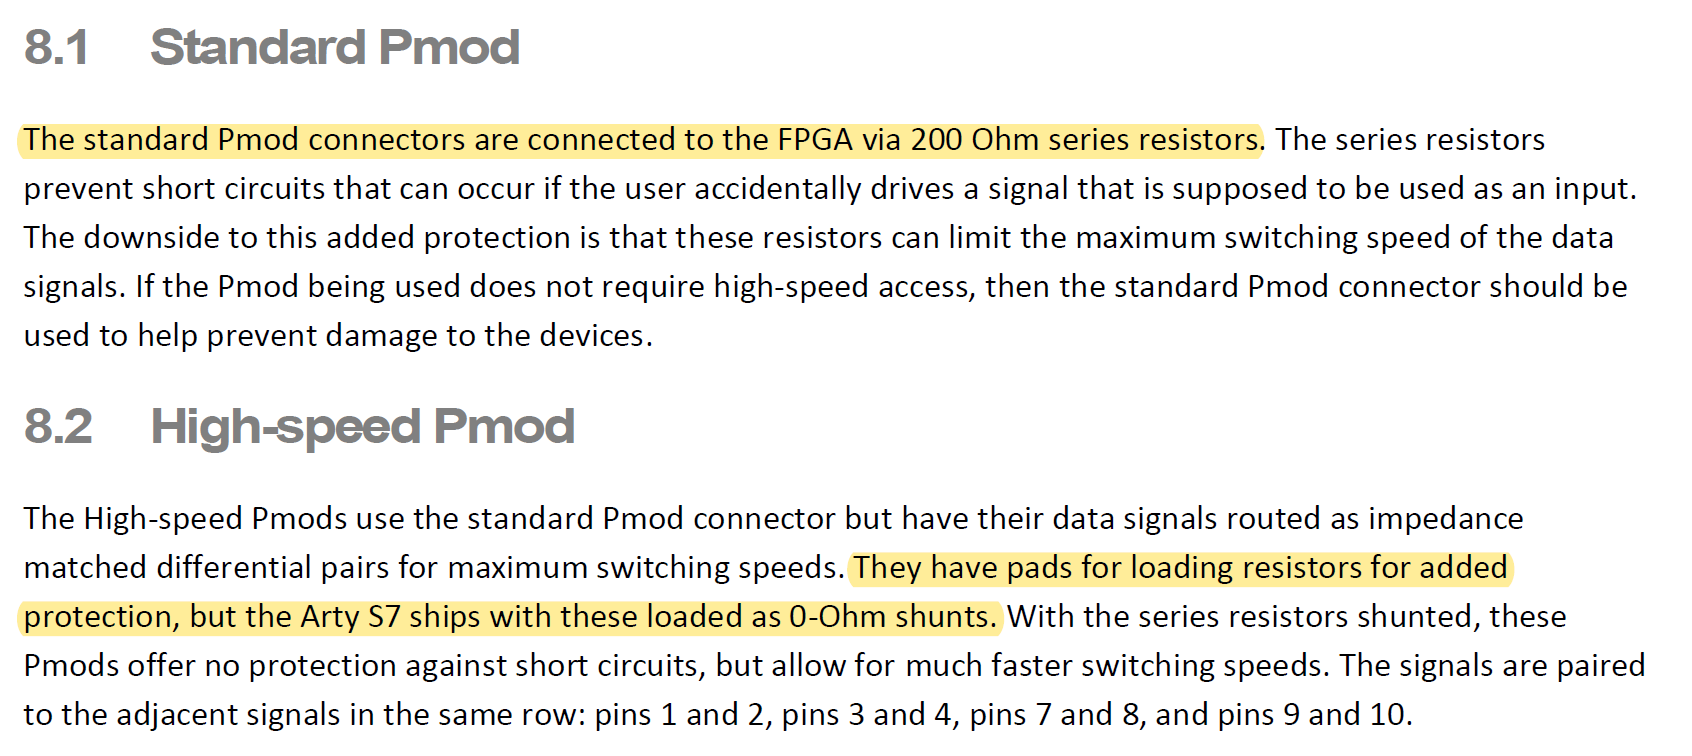 8.1 Standard Pmod
The standard Pmod connectors are connected to the FPGA via 200 Ohm series resistors. The series resistors
prevent short circuits that can occur if the user accidentally drives a signal that is supposed to be used as an input.
The downside to this added protection is that these resistors can limit the maximum switching speed of the data
signals. If the Pmod being used does not require high-speed access, then the standard Pmod connector should be
used to help prevent damage to the devices.
8.2 High-speed Pmod
The High-speed Pmods use the standard Pmod connector but have their data signals routed as impedance
matched differential pairs for maximum switching speeds. They have pads for loading resistors for added
protection, but the Arty S7 ships with these loaded as 0-Ohm shunts. With the series resistors shunted, these
Pmods offer no protection against short circuits, but allow for much faster switching speeds. The signals are paired
to the adjacent signals in the same row: pins 1 and 2, pins 3 and 4, pins 7 and 8, and pins 9 and 10.